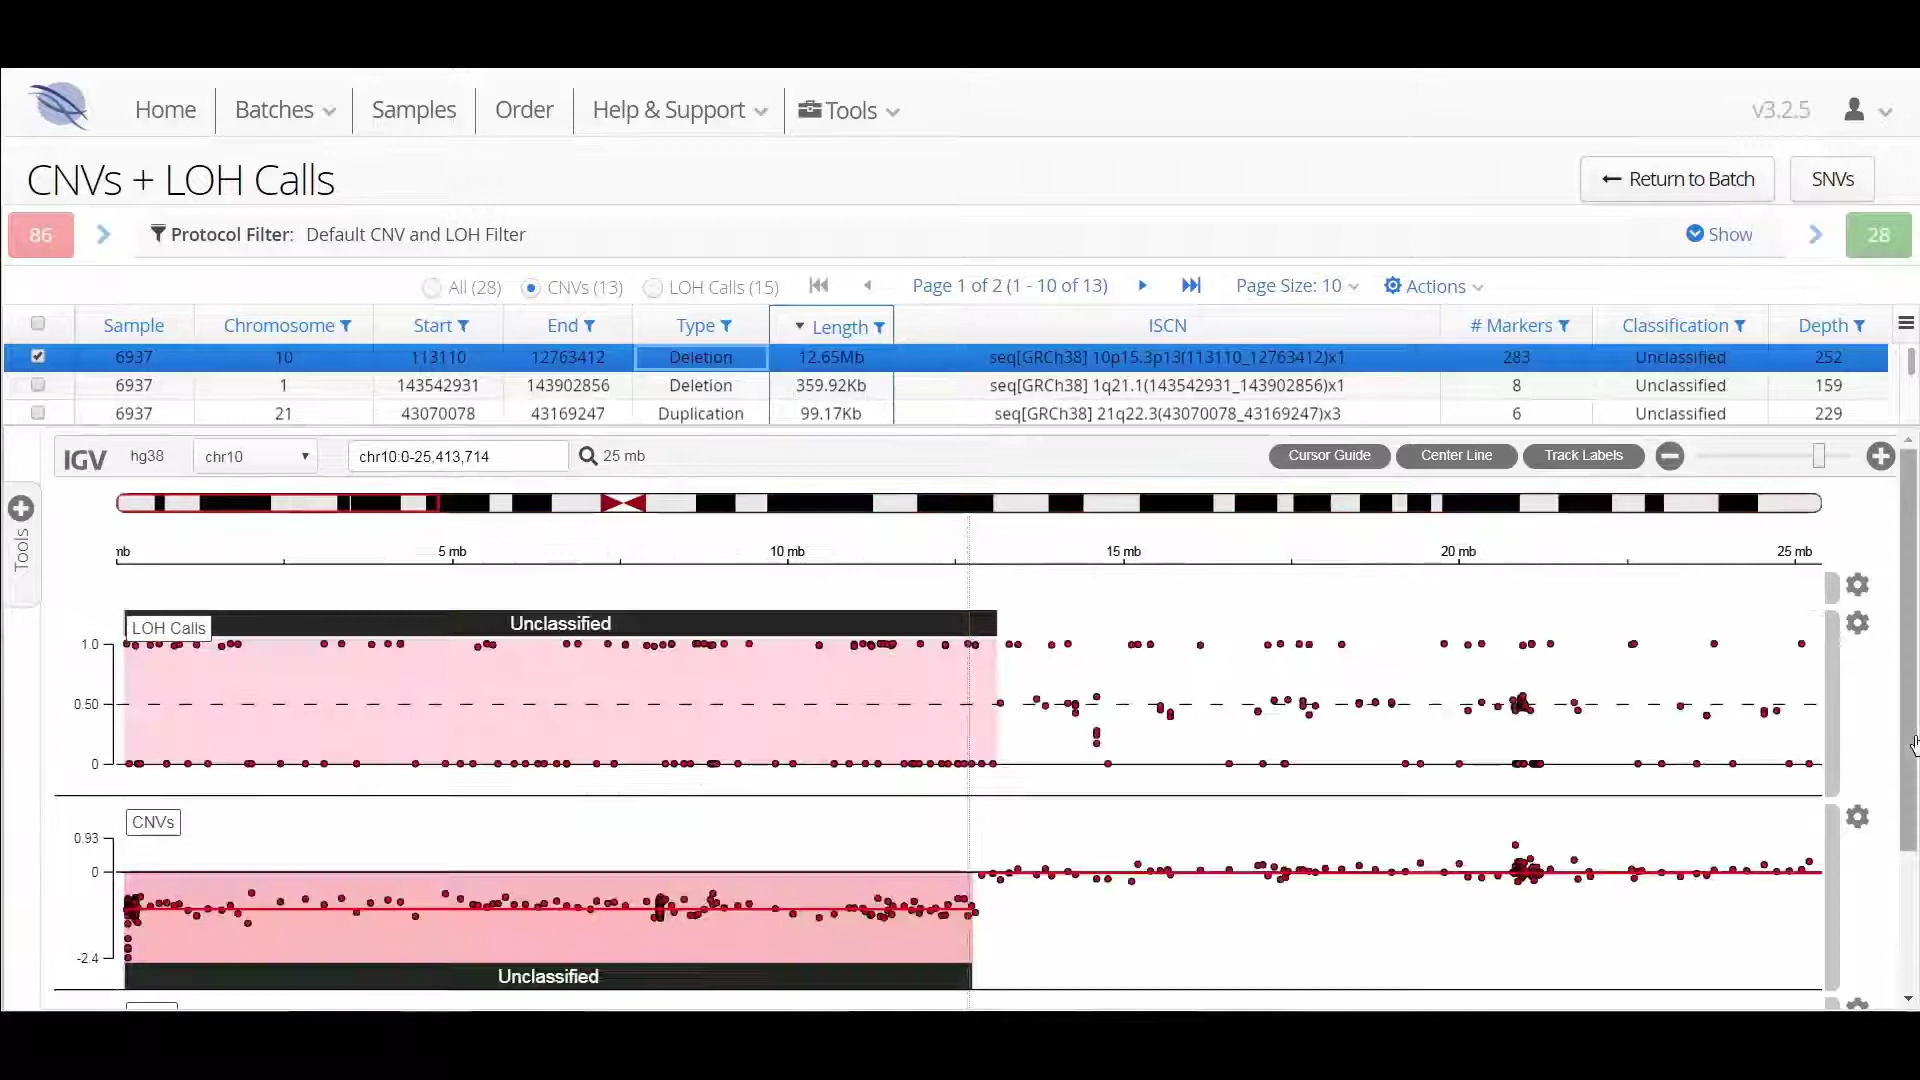 Home Batches Samples Order Help & Support Tools v3.2.5
CNVs + LOH Calls
Return to Batch SNVs
86 Protocol Filter: Default CNV and LOH Filter Show 28
All (28) CNVs (13) LOH Calls (15) Page 1 of 2 (1 - 10 of 13) Page Size: 10 Actions
Sample Chromosome Start End Type Length ISCN # Markers Classification Depth
6937 10 113110 12763412 Deletion 12.65Mb seq[GRCh38] 10p15.3p13(113110_12763412)x1 283 Unclassified 252
6937 1 143542931 143902856 Deletion 359.92Kb seq[GRCh38] 1q21.1(143542931_143902856)x1 8 Unclassified 159
6937 21 43070078 43169247 Duplication 99.17Kb seq[GRCh38] 21q22.3(43070078_43169247)x3 6 Unclassified 229
IGV hg38 chr10 chr10:0-25,413,714 25 mb Cursor Guide Center Line Track Labels
Tools
mb 5 mb 10 mb 15 mb 20 mb 25 mb
Unclassified
LOH Calls
1.0
0.50
0
CNVs
0.93
0
-2.4
Unclassified